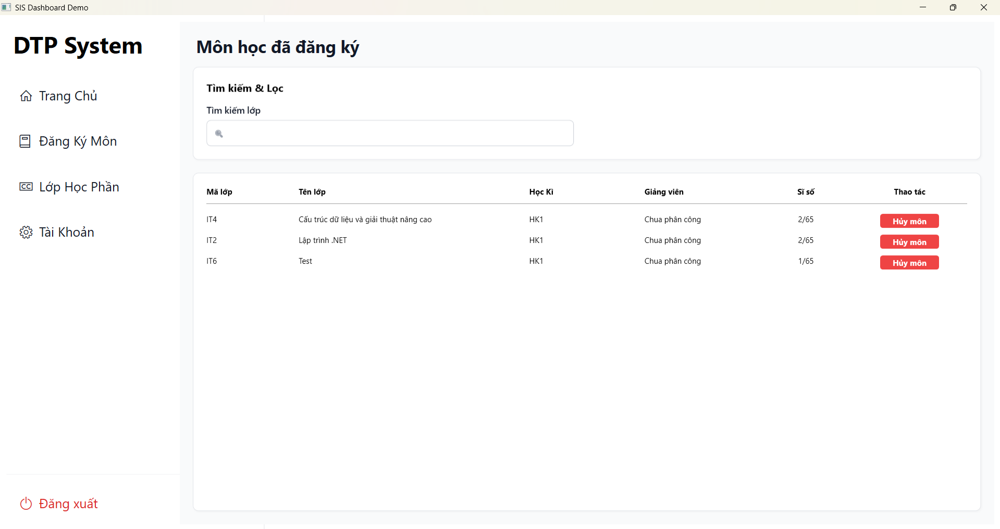 SIS Dashboard Demo
DTP System
Trang Chủ
Đăng Ký Môn
CC Lớp Học Phần
Tài Khoản
Đăng xuất
Môn học đã đăng ký
Tìm kiếm & Lọc
Tìm kiếm lớp
Mã lớp Tên lớp Học Kì Giảng viên Sĩ số Thao tác
IT4 Cấu trúc dữ liệu và giải thuật nâng cao HK1 Chua phân công 2/65 Hủy môn
IT2 Lập trình .NET HK1 Chua phân công 2/65 Hủy môn
IT6 Test HK1 Chua phân công 1/65 Hủy môn